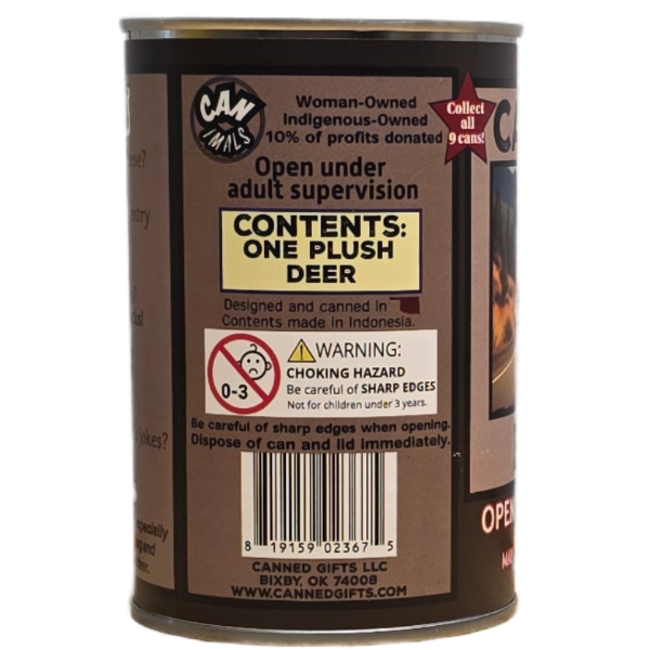 CAN
IMALS
Woman-Owned
Indigenous-Owned
10% of profits donated
Collect
all
9 cans!
Open under
adult supervision
CONTENTS:
ONE PLUSH
DEER
Designed and canned in
Contents made in Indonesia.
0-3
WARNING:
CHOKING HAZARD
Be careful of SHARP EDGES
Not for children under 3 years.
Be careful of sharp edges when opening.
Dispose of can and lid immediately.
8 19159 02367 5
CANNED GIFTS LLC
BIXBY, OK 74008
WWW.CANNEDGIFTS.COM
jokes?
OPEN